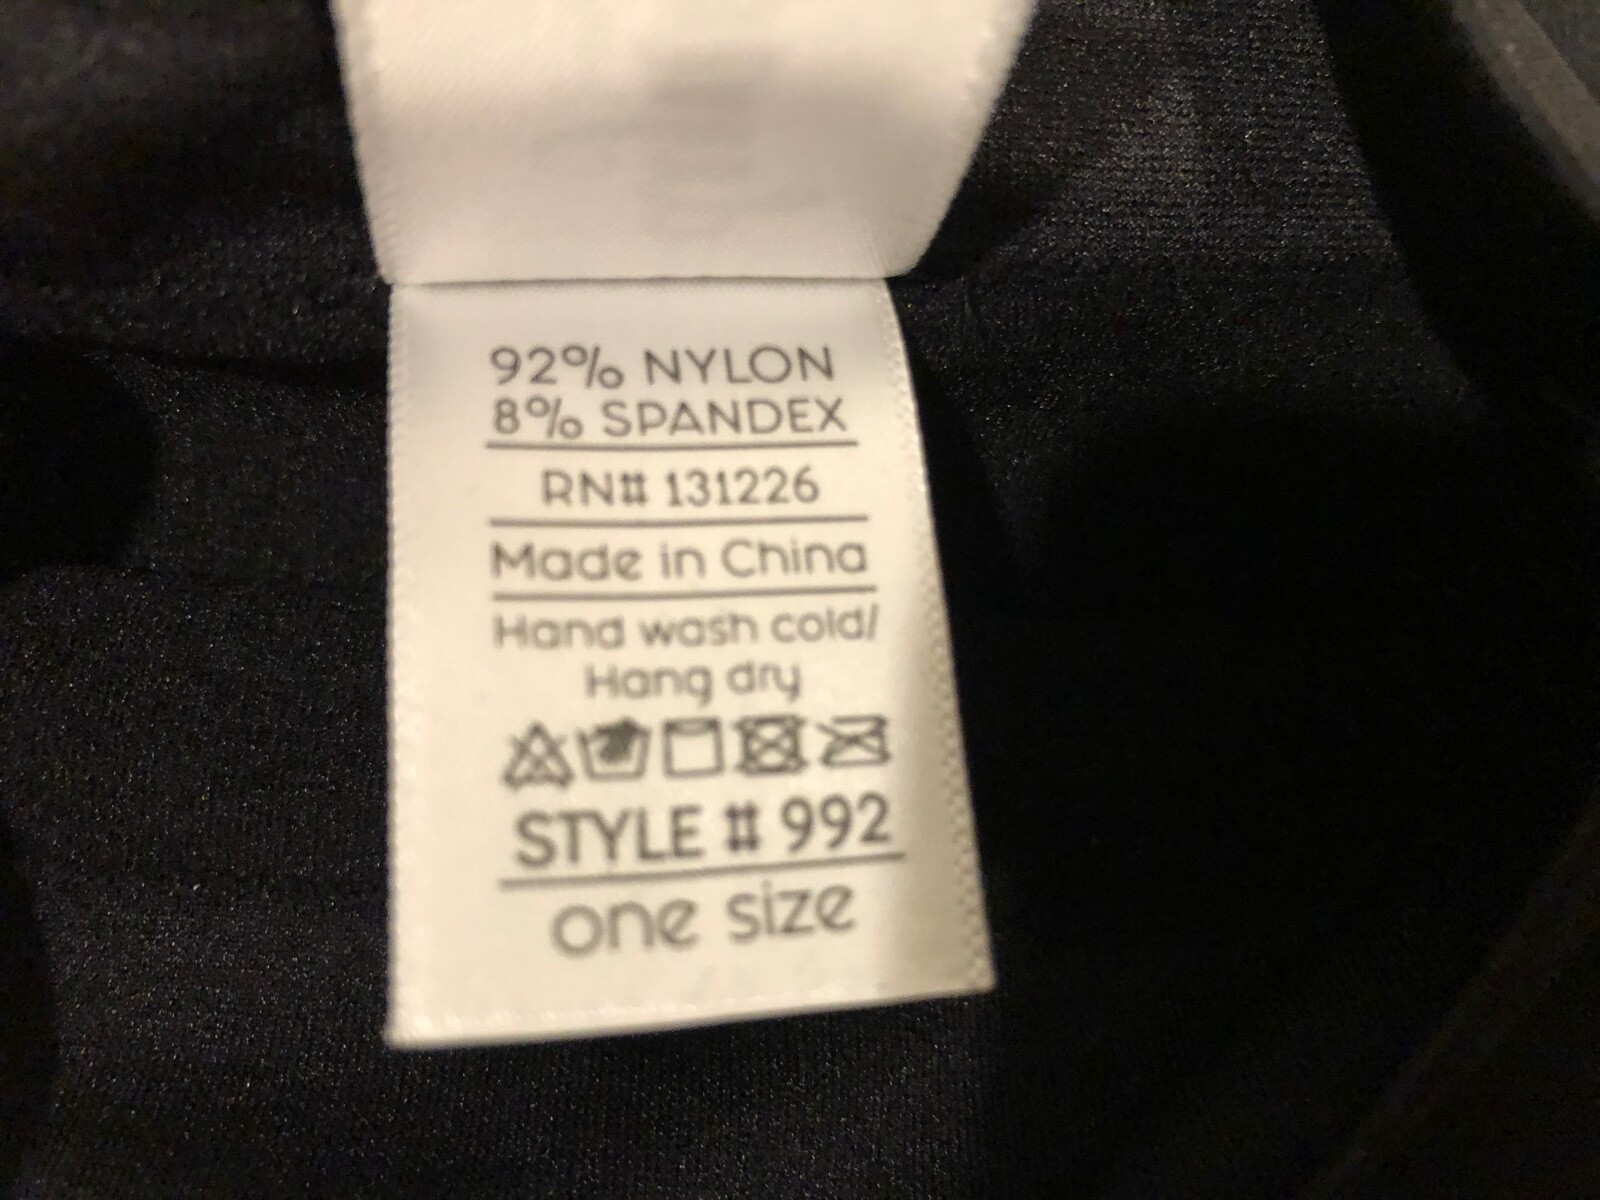 92% NYLON
8% SPANDEX
RN# 131226
Made in China
Hand wash cold/
Hang dry
STYLE # 992
one size